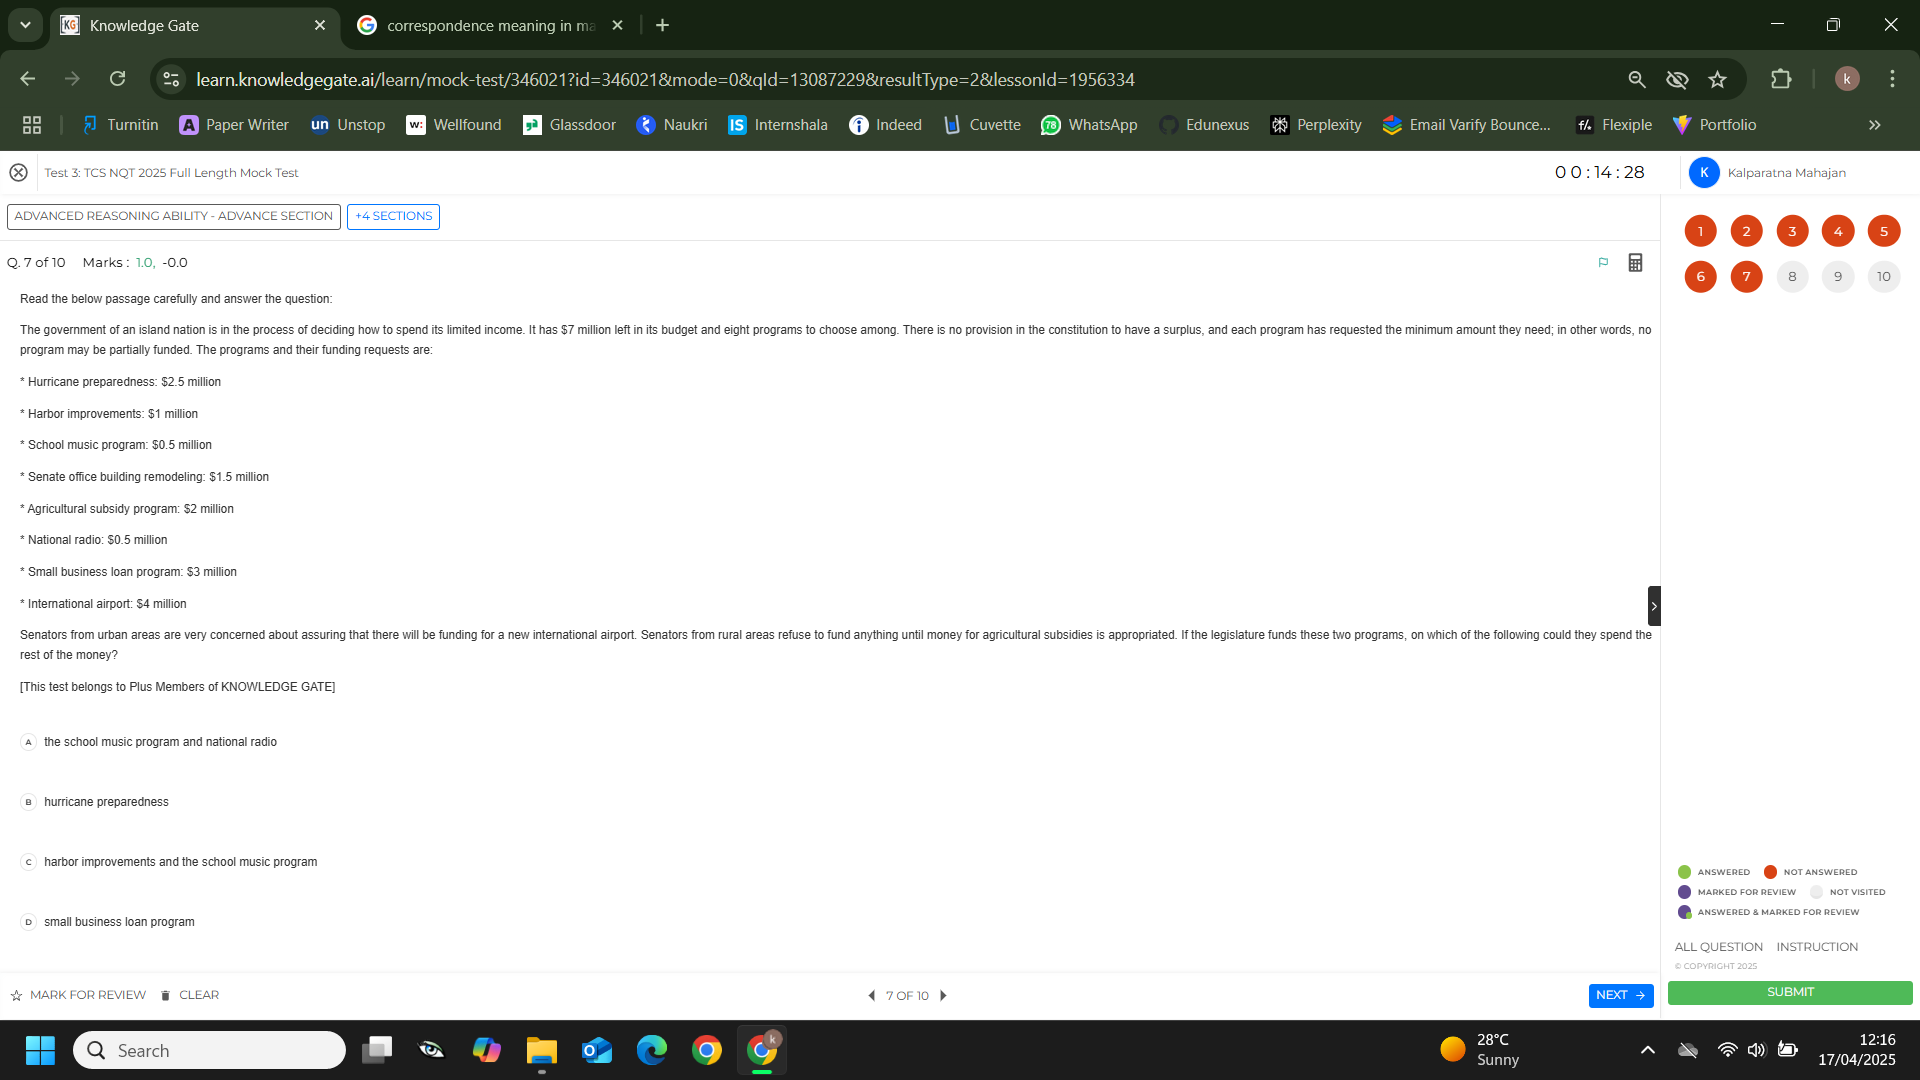 Knowledge Gate
correspondence meaning in ma
learn.knowledgegate.ai/learn/mock-test/346021?id=346021&mode=0&qId=13087229&resultType=2&lessonId=1956334
k
Turnitin
Paper Writer
Unstop
Wellfound
Glassdoor
Naukri
Internshala
Indeed
Cuvette
WhatsApp
Edunexus
Perplexity
Email Varify Bounce...
Flexiple
Portfolio
Test 3: TCS NQT 2025 Full Length Mock Test
00:14:28
K
Kalparatna Mahajan
ADVANCED REASONING ABILITY - ADVANCE SECTION
+4 SECTIONS
1 2 3 4 5
6 7 8 9 10
Q. 7 of 10 Marks : 1.0, -0.0
Read the below passage carefully and answer the question:
The government of an island nation is in the process of deciding how to spend its limited income. It has $7 million left in its budget and eight programs to choose among. There is no provision in the constitution to have a surplus, and each program has requested the minimum amount they need; in other words, no
program may be partially funded. The programs and their funding requests are:
* Hurricane preparedness: $2.5 million
* Harbor improvements: $1 million
* School music program: $0.5 million
* Senate office building remodeling: $1.5 million
* Agricultural subsidy program: $2 million
* National radio: $0.5 million
* Small business loan program: $3 million
* International airport: $4 million
Senators from urban areas are very concerned about assuring that there will be funding for a new international airport. Senators from rural areas refuse to fund anything until money for agricultural subsidies is appropriated. If the legislature funds these two programs, on which of the following could they spend the
rest of the money?
[This test belongs to Plus Members of KNOWLEDGE GATE]
A the school music program and national radio
B hurricane preparedness
C harbor improvements and the school music program
D small business loan program
ANSWERED NOT ANSWERED
MARKED FOR REVIEW NOT VISITED
ANSWERED & MARKED FOR REVIEW
ALL QUESTION INSTRUCTION
© COPYRIGHT 2025
SUBMIT
MARK FOR REVIEW CLEAR
7 OF 10
NEXT
Search
28°C
Sunny
12:16
17/04/2025